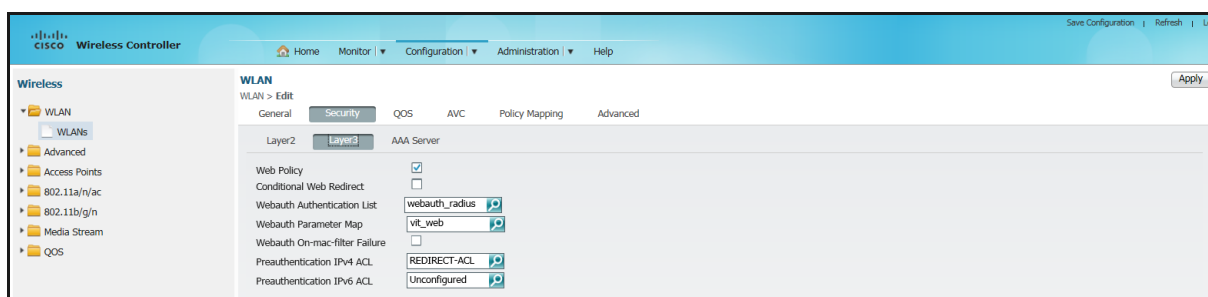 Save Configuration | Refresh |
CISCO Wireless Controller
Home Monitor Configuration Administration Help
Wireless
WLAN
WLANs
Advanced
Access Points
802.11a/n/ac
802.11b/g/n
Media Stream
QOS
WLAN
Apply
WLAN > Edit
General Security QOS AVC Policy Mapping Advanced
Layer2 Layer3 AAA Server
Web Policy
Conditional Web Redirect
Webauth Authentication List webauth_radius
Webauth Parameter Map vit_web
Webauth On-mac-filter Failure
Preauthentication IPv4 ACL REDIRECT-ACL
Preauthentication IPv6 ACL Unconfigured